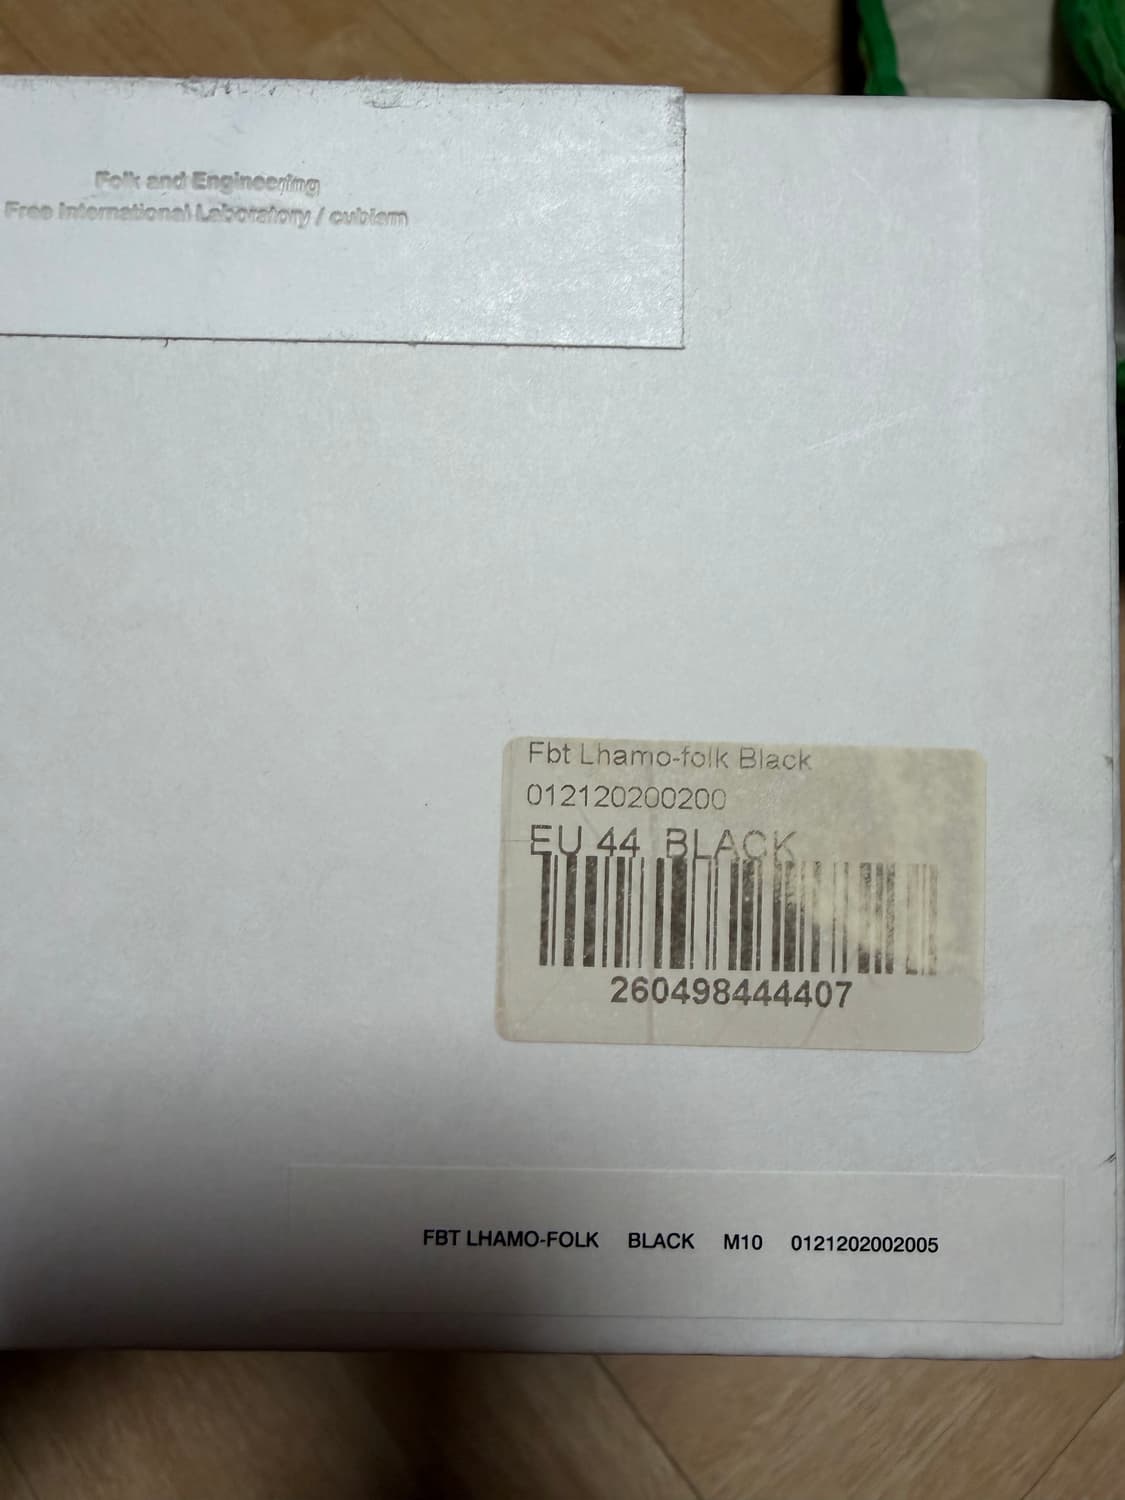 Folk and Engineering
Free International Laboratory / cubism
Fbt Lhamo-folk Black
012120200200
EU 44 BLACK
260498444407
FBT LHAMO-FOLK BLACK M10 0121202002005